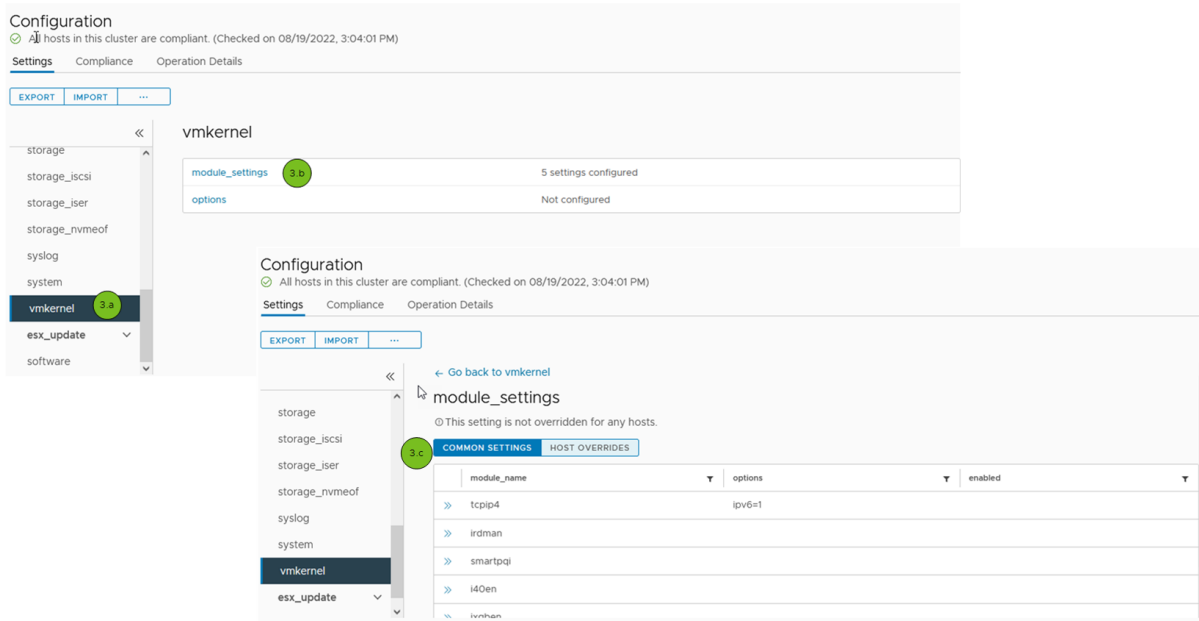 Configuration
All hosts in this cluster are compliant. (Checked on 08/19/2022, 3:04:01 PM)
Settings Compliance Operation Details
EXPORT IMPORT ...
«
storage
storage_iscsi
storage_iser
storage_nvmeof
syslog
system
vmkernel 3.a
esx_update
software
vmkernel
module_settings 3.b 5 settings configured
options Not configured
Configuration
All hosts in this cluster are compliant. (Checked on 08/19/2022, 3:04:01 PM)
Settings Compliance Operation Details
EXPORT IMPORT ...
«
storage
storage_iscsi
storage_iser
storage_nvmeof
syslog
system
vmkernel
esx_update
← Go back to vmkernel
module_settings
This setting is not overridden for any hosts.
3.c COMMON SETTINGS HOST OVERRIDES
module_name options enabled
» tcpip4 ipv6=1
» irdman
» smartpqi
» i40en
» ixgben